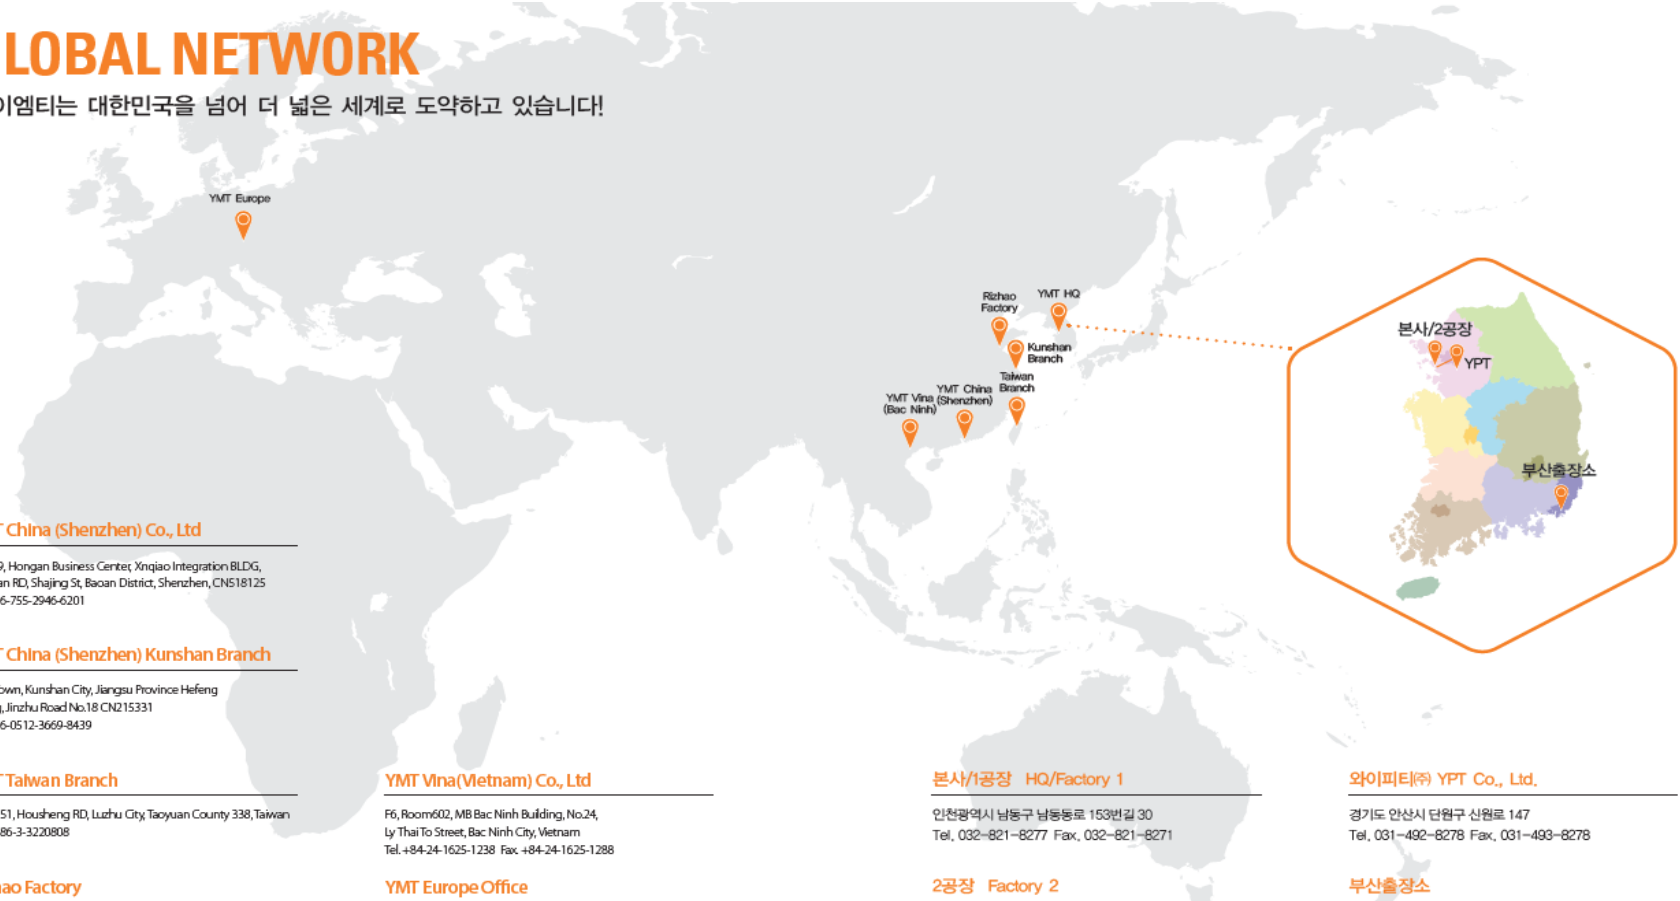 LOBAL NETWORK
이엠티는 대한민국을 넘어 더 넓은 세계로 도약하고 있습니다!
YMT Europe
Rizhao
Factory
YMT HQ
Kunshan
Branch
Taiwan
Branch
YMT China
(Shenzhen)
YMT Vina
(Bac Ninh)
본사/2공장
YPT
부산출장소
China (Shenzhen) Co., Ltd
9, Hongan Business Center, Xnqiao Integration BLDG,
an RD, Shajing St, Baoan District, Shenzhen, CN518125
6-755-2946-6201
China (Shenzhen) Kunshan Branch
own, Kunshan City, Jiangsu Province Hefeng
, Jinzhu Road No.18 CN215331
6-0512-3669-8439
Taiwan Branch
51, Housheng RD, Luzhu City, Taoyuan County 338, Taiwan
86-3-3220808
ao Factory
YMT Vina(Vietnam) Co., Ltd
F6, Room602, MB Bac Ninh Building, No.24,
Ly Thai To Street, Bac Ninh City, Vietnam
Tel. +84-24-1625-1238 Fax. +84-24-1625-1288
YMT Europe Office
본사/1공장 HQ/Factory 1
인천광역시 남동구 남동동로 153번길 30
Tel. 032-821-8277 Fax. 032-821-8271
2공장 Factory 2
와이피티㈜ YPT Co., Ltd.
경기도 안산시 단원구 신원로 147
Tel. 031-492-8278 Fax. 031-493-8278
부산출장소